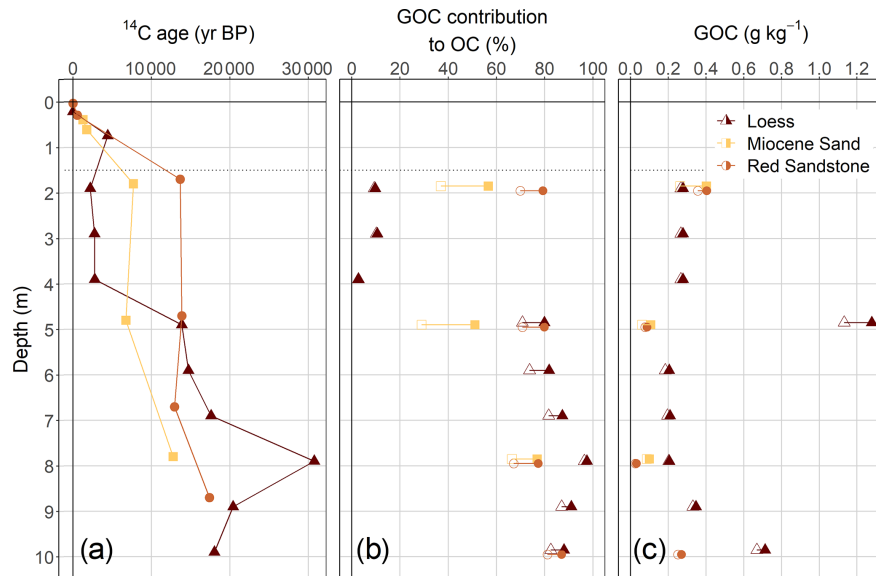 ¹⁴C age (yr BP)
GOC contribution
to OC (%)
GOC (g kg⁻¹)
0 10000 20000 30000
0 20 40 60 80 100
0.0 0.2 0.4 0.6 0.8 1.0 1.2
Depth (m)
0
1
2
3
4
5
6
7
8
9
10
Loess
Miocene Sand
Red Sandstone
(a)
(b)
(c)